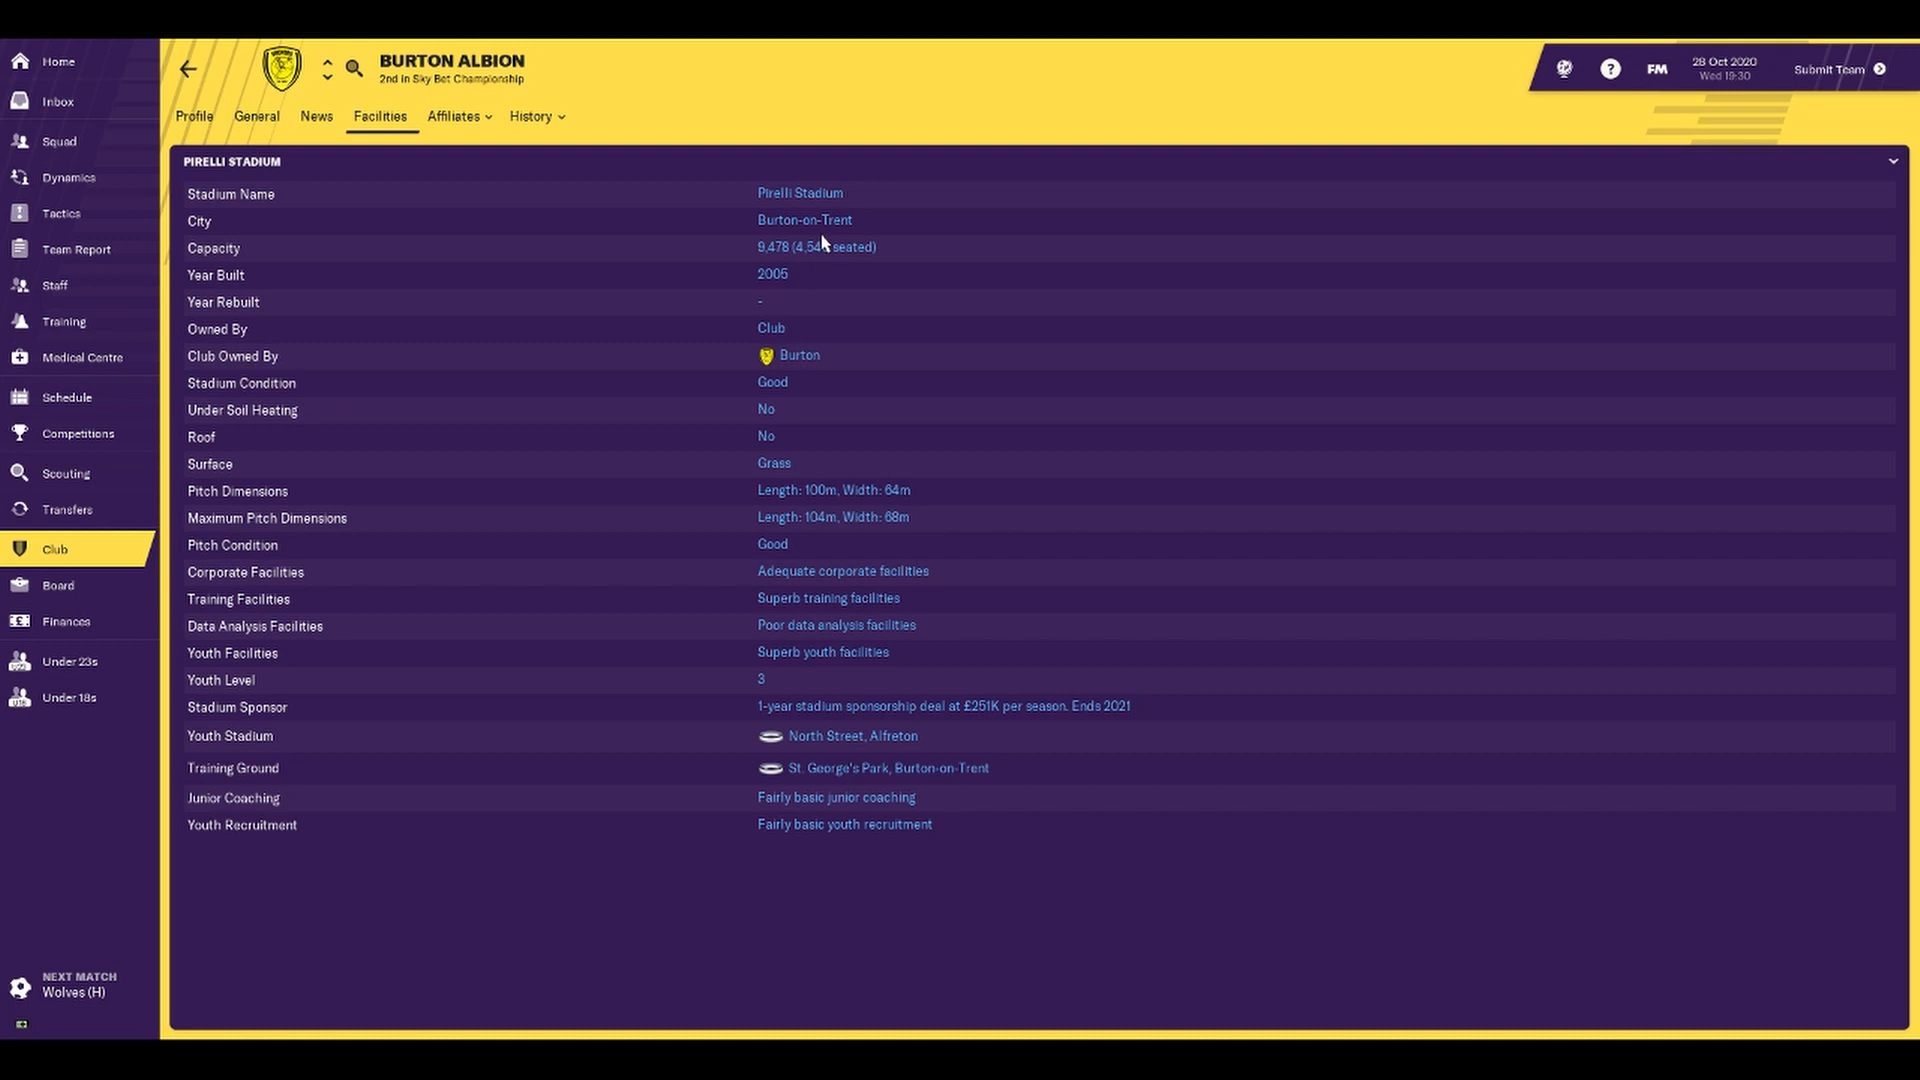 Home
Inbox
Squad
Dynamics
Tactics
Team Report
Staff
Training
Medical Centre
Schedule
Competitions
Scouting
Transfers
Club
Board
Finances
Under 23s
Under 18s
NEXT MATCH
Wolves (H)
BURTON ALBION
2nd in Sky Bet Championship
FM
28 Oct 2020
Wed 19:30
Submit Team
Profile General News Facilities Affiliates History
PIRELLI STADIUM
Stadium Name Pirelli Stadium
City Burton-on-Trent
Capacity 9,478 seated)
Year Built 2005
Year Rebuilt -
Owned By Club
Club Owned By Burton
Stadium Condition Good
Under Soil Heating No
Roof No
Surface Grass
Pitch Dimensions Length: 100m, Width: 64m
Maximum Pitch Dimensions Length: 104m, Width: 68m
Pitch Condition Good
Corporate Facilities Adequate corporate facilities
Training Facilities Superb training facilities
Data Analysis Facilities Poor data analysis facilities
Youth Facilities Superb youth facilities
Youth Level 3
Stadium Sponsor 1-year stadium sponsorship deal at £251K per season. Ends 2021
Youth Stadium North Street, Alfreton
Training Ground St. George's Park, Burton-on-Trent
Junior Coaching Fairly basic junior coaching
Youth Recruitment Fairly basic youth recruitment